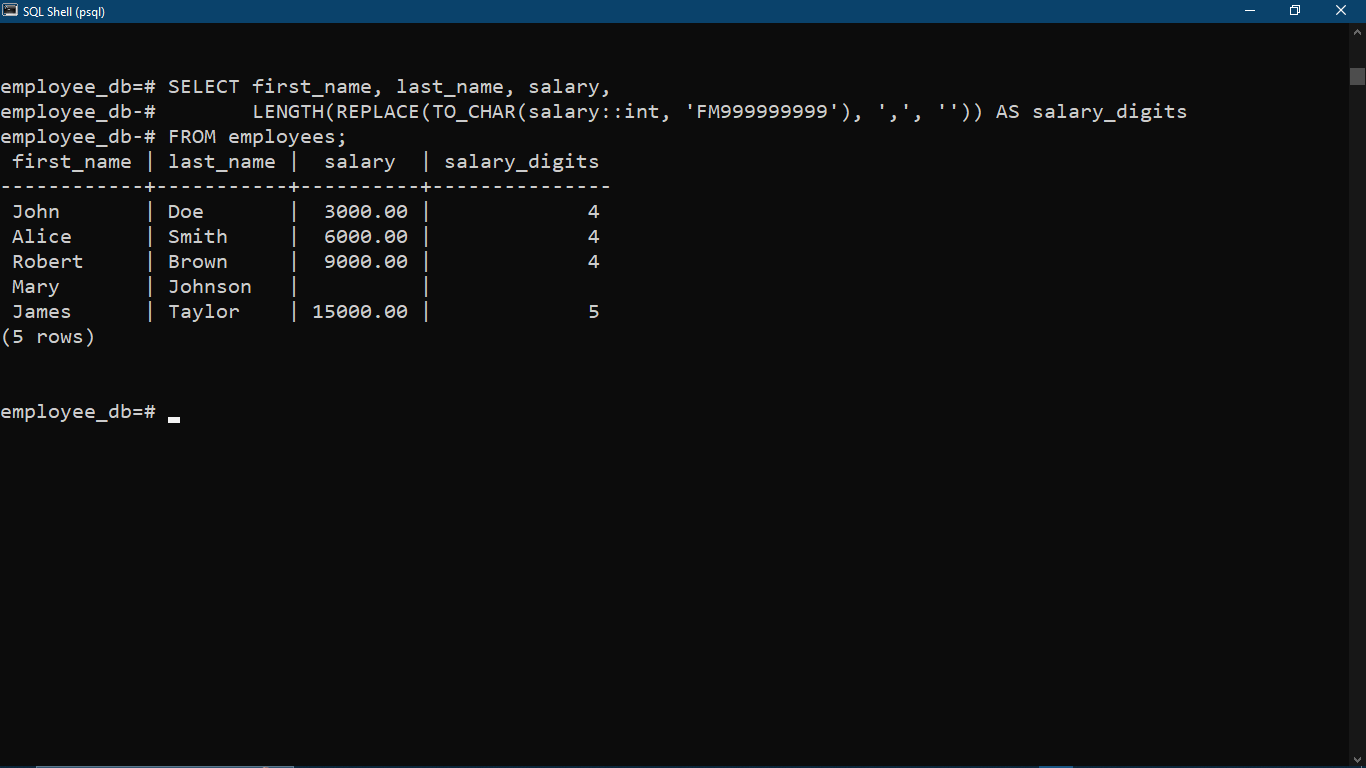 SQL Shell (psql)
employee_db=# SELECT first_name, last_name, salary,
employee_db-#        LENGTH(REPLACE(TO_CHAR(salary::int, 'FM999999999'), ',', '')) AS salary_digits
employee_db-# FROM employees;
 first_name | last_name |  salary  | salary_digits
------------+-----------+----------+---------------
 John       | Doe       |  3000.00 |             4
 Alice      | Smith     |  6000.00 |             4
 Robert     | Brown     |  9000.00 |             4
 Mary       | Johnson   |          |
 James      | Taylor    | 15000.00 |             5
(5 rows)
employee_db=#